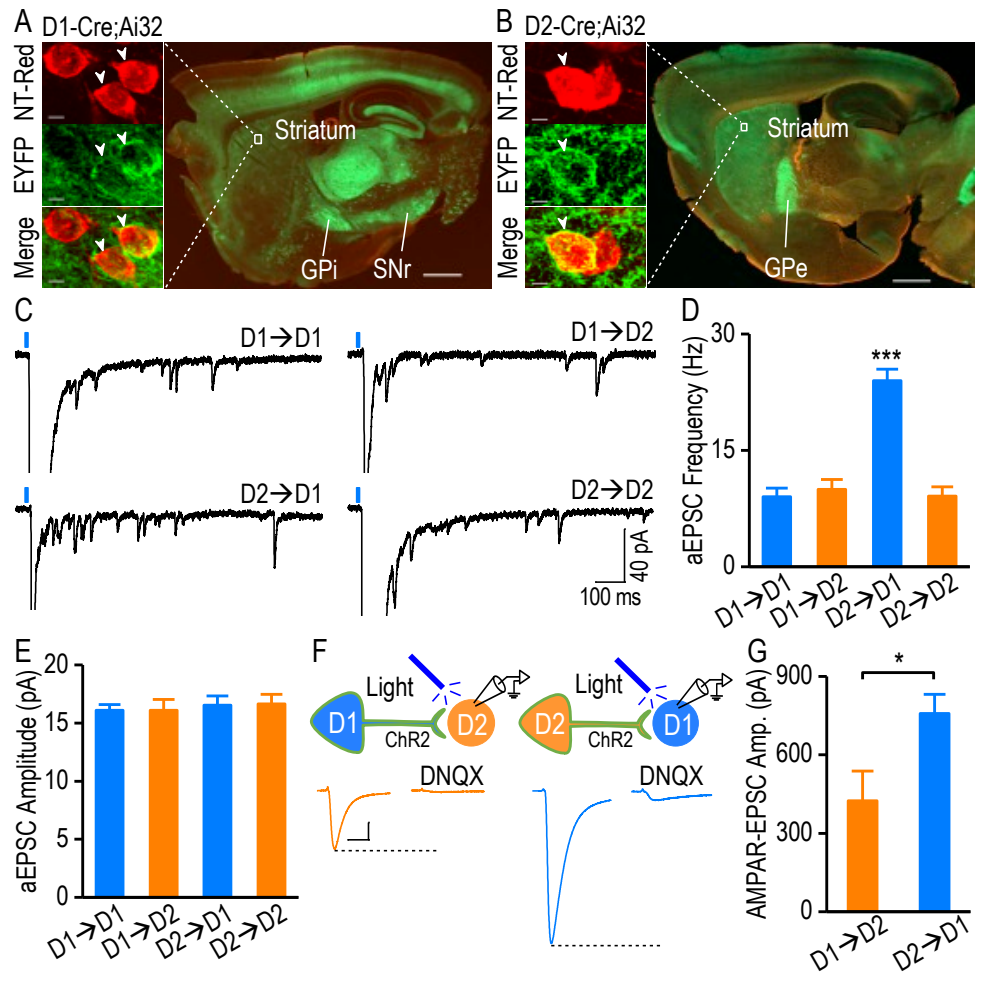 A
D1-Cre;Ai32
NT-Red
EYFP
Merge
Striatum
GPi
SNr
B
D2-Cre;Ai32
NT-Red
EYFP
Merge
Striatum
GPe
C
D1→D1
D1→D2
D2→D1
D2→D2
40 pA
100 ms
D
aEPSC Frequency (Hz)
30
15
0
***
D1→D1
D1→D2
D2→D1
D2→D2
E
aEPSC Amplitude (pA)
20
15
10
5
0
D1→D1
D1→D2
D2→D1
D2→D2
F
Light
D1
ChR2
D2
DNQX
Light
D2
ChR2
D1
DNQX
G
AMPAR-EPSC Amp. (pA)
900
600
300
0
*
D1→D2
D2→D1